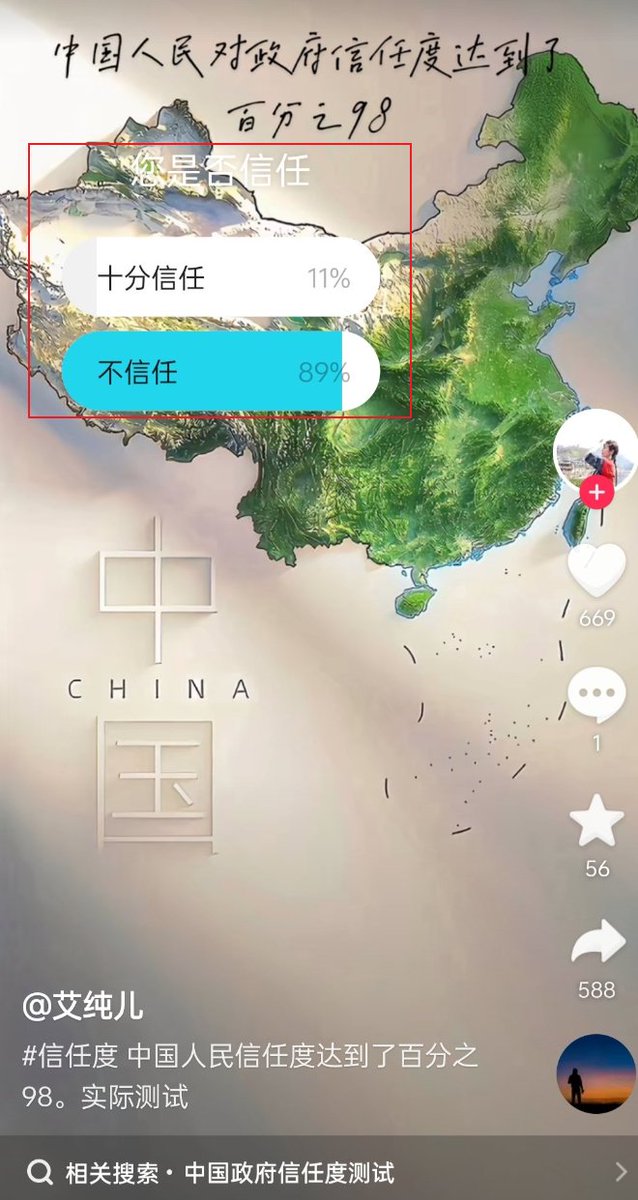 中国人民对政府信任度达到了
百分之98
您是否信任
十分信任 11%
不信任 89%
中
CHINA
国
669
1
56
588
@艾纯儿
#信任度 中国人民信任度达到了百分之
98。实际测试
相关搜索· 中国政府信任度测试